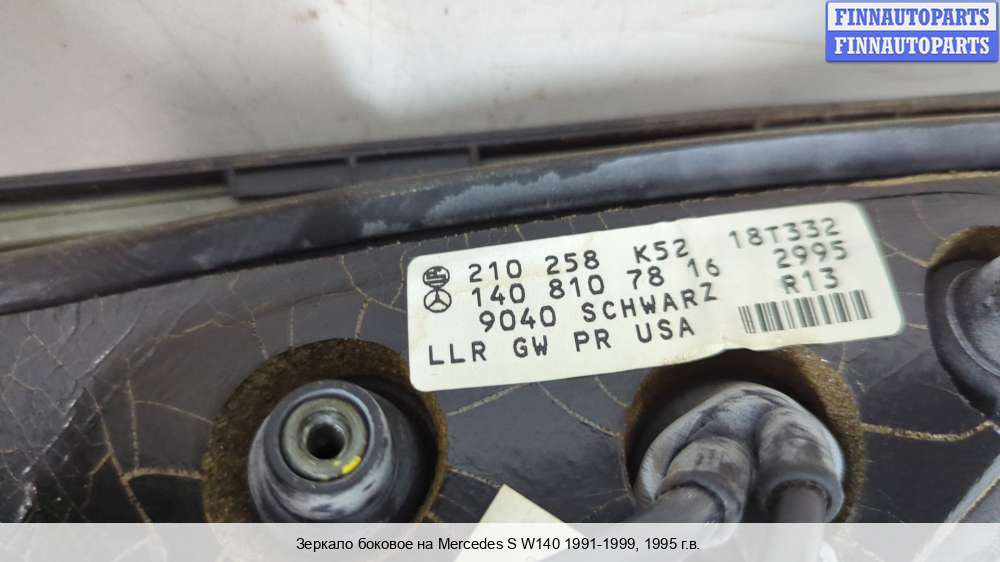 FINNAUTOPARTS
FINNAUTOPARTS
210 258 K52 18T332
140 810 78 16 2995
9040 SCHWARZ R13
LLR GW PR USA
Зеркало боковое на Mercedes S W140 1991-1999, 1995 г.в.